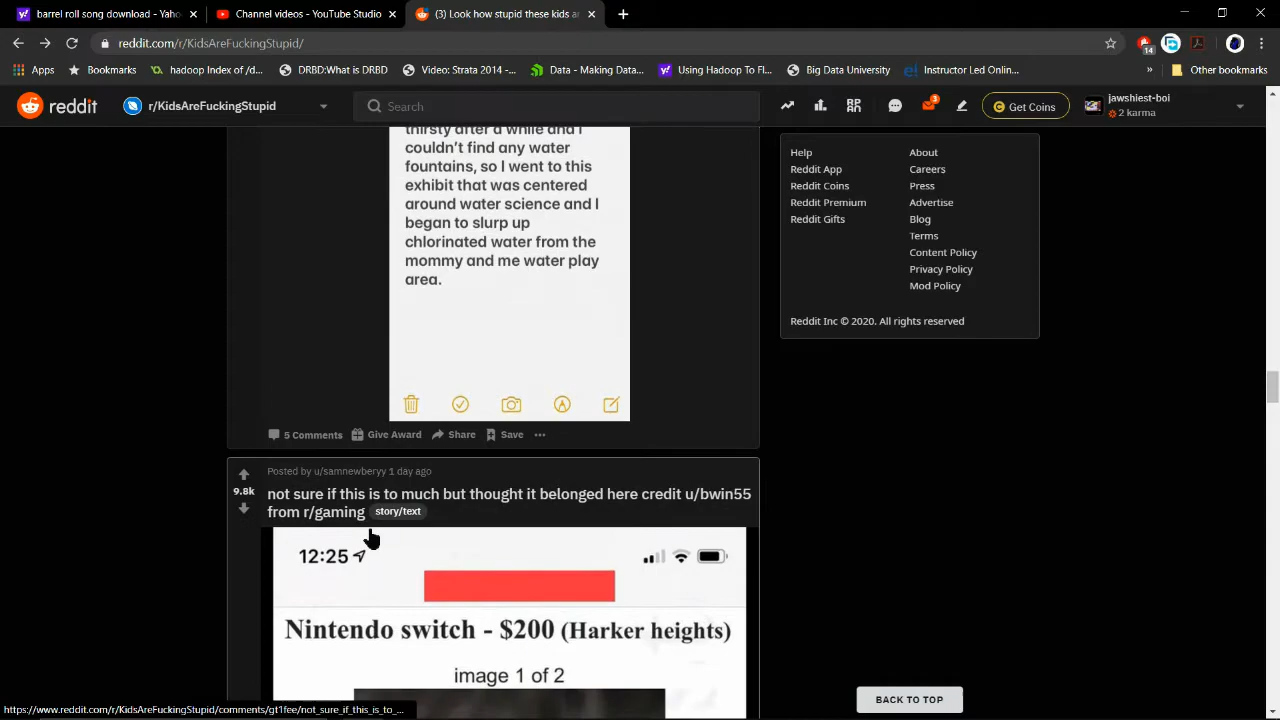 barrel roll song download - Yaho
Channel videos - YouTube Studio
(3) Look how stupid these kids ar
reddit.com/r/KidsAreFuckingStupid/
14
Apps
Bookmarks
hadoop Index of /d...
DRBD:What is DRBD
Video: Strata 2014 -...
Data - Making Data...
Using Hadoop To Fl...
Big Data University
Instructor Led Onlin...
»
Other bookmarks
reddit
r/KidsAreFuckingStupid
Search
3
Get Coins
jawshiest-boi
2 karma
thirsty after a while and I
couldn't find any water
fountains, so I went to this
exhibit that was centered
around water science and I
began to slurp up
chlorinated water from the
mommy and me water play
area.
5 Comments Give Award Share Save ...
Help
Reddit App
Reddit Coins
Reddit Premium
Reddit Gifts
About
Careers
Press
Advertise
Blog
Terms
Content Policy
Privacy Policy
Mod Policy
Reddit Inc © 2020. All rights reserved
Posted by u/samnewberyy 1 day ago
9.8k
not sure if this is to much but thought it belonged here credit u/bwin55
from r/gaming story/text
12:25
Nintendo switch - $200 (Harker heights)
image 1 of 2
BACK TO TOP
https://www.reddit.com/r/KidsAreFuckingStupid/comments/gt1fee/not_sure_if_this_is_to_...